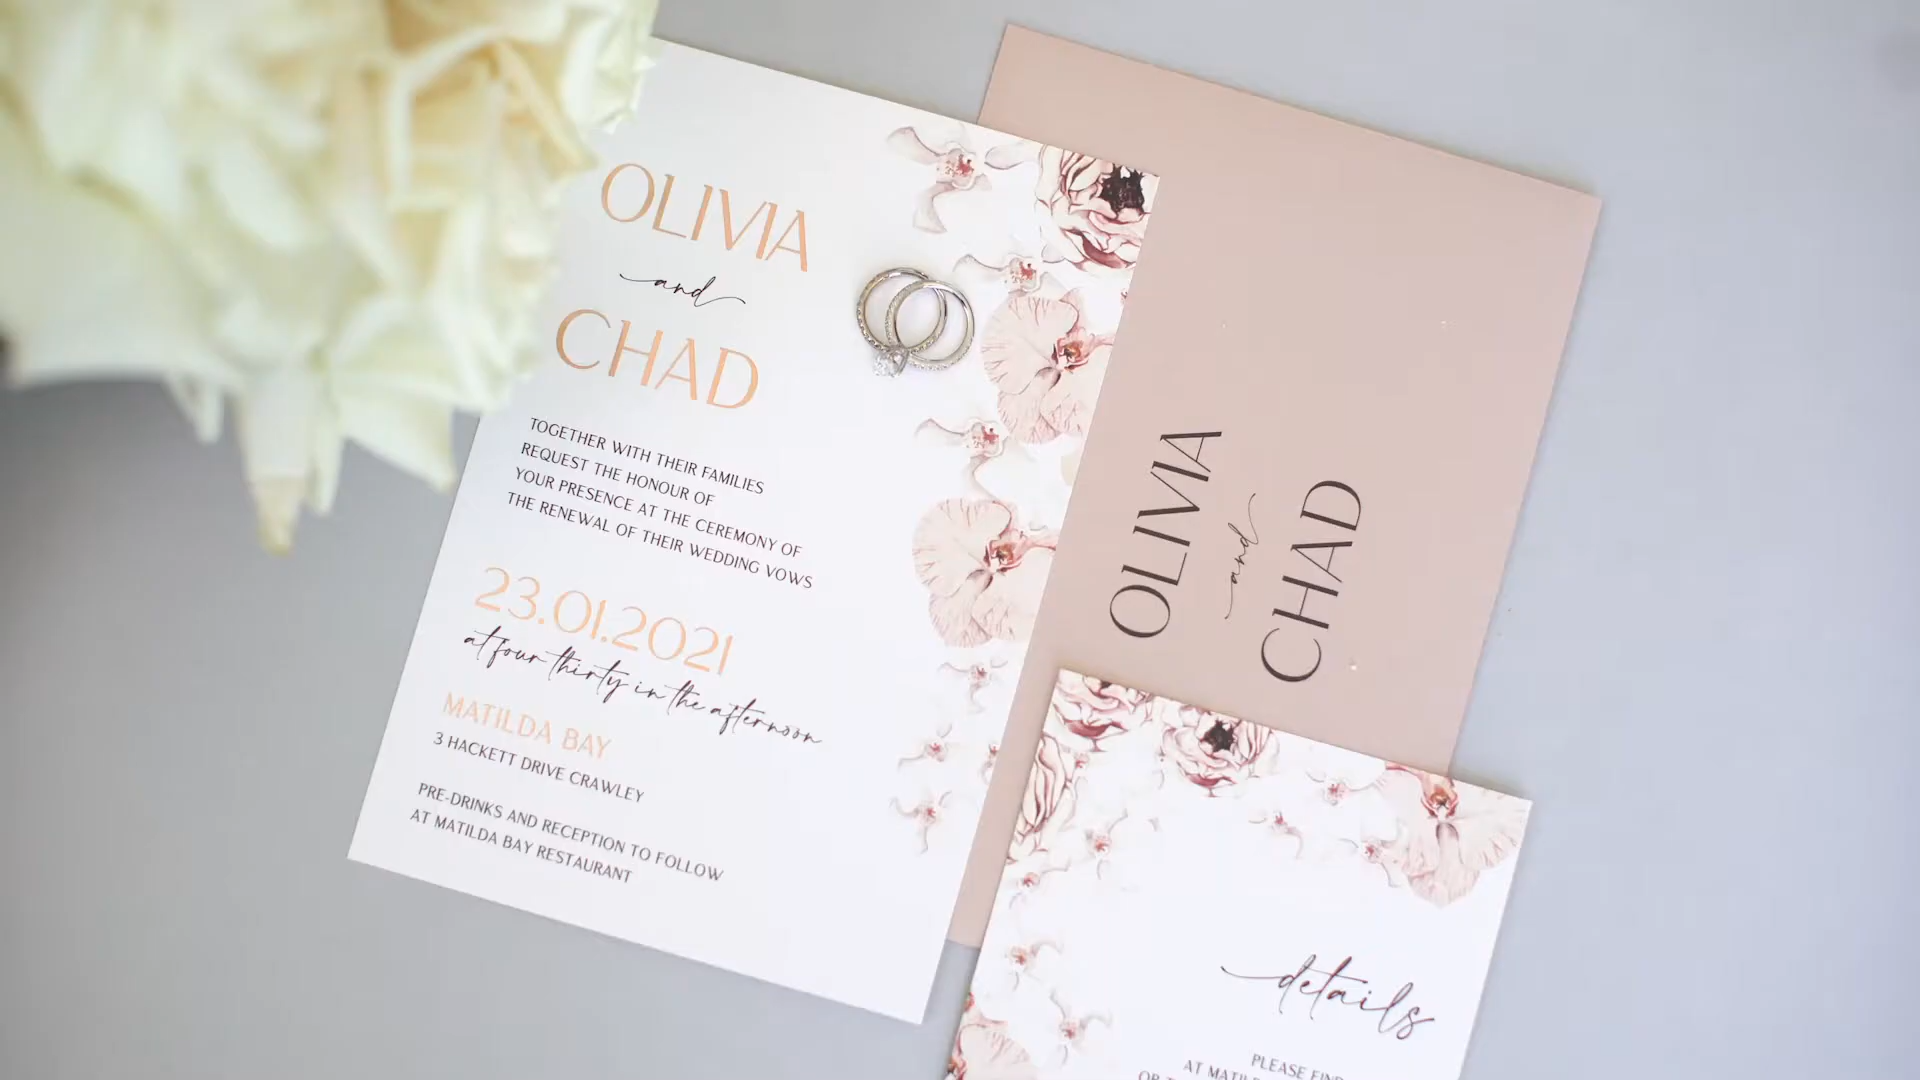 OLIVIA
and
CHAD
TOGETHER WITH THEIR FAMILIES
REQUEST THE HONOUR OF
YOUR PRESENCE AT THE CEREMONY OF
THE RENEWAL OF THEIR WEDDING VOWS
23.01.2021
at four thirty in the afternoon
MATILDA BAY
3 HACKETT DRIVE CRAWLEY
PRE-DRINKS AND RECEPTION TO FOLLOW
AT MATILDA BAY RESTAURANT
OLIVIA
and
CHAD
details
PLEASE
AT